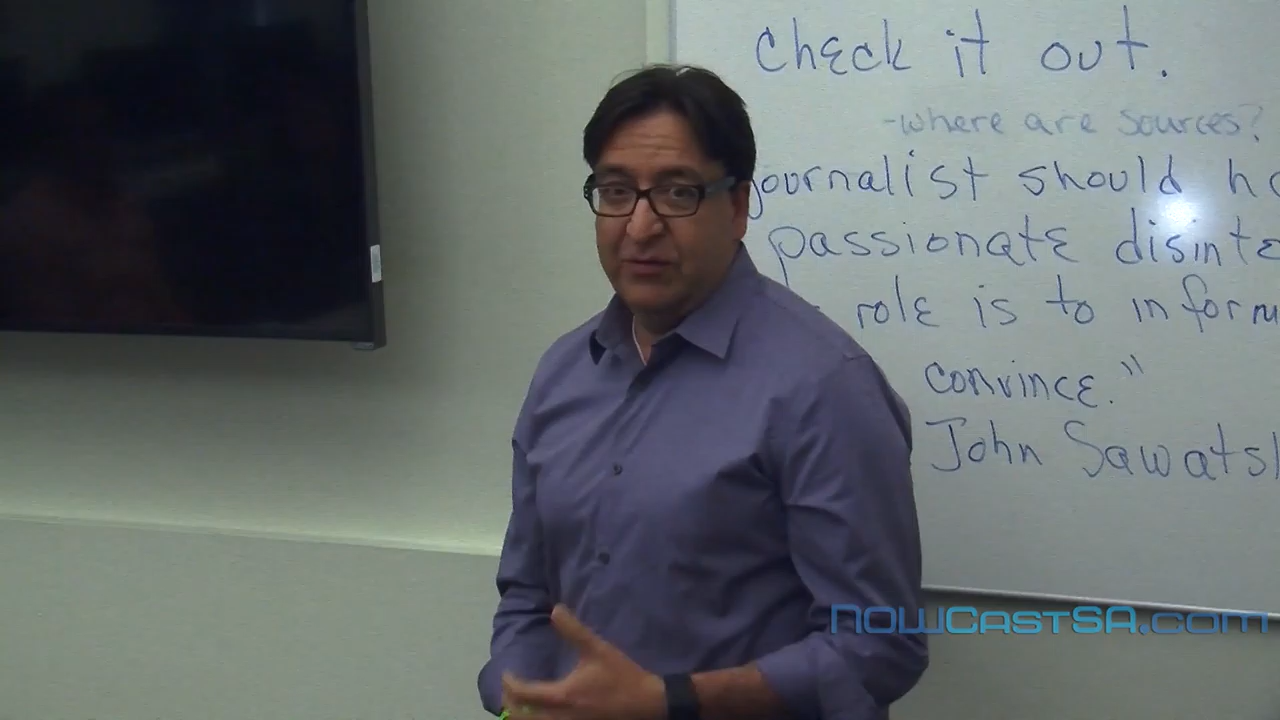 Check it out.
-where are sources?
journalist should
passionate
role is to inform
convince."
John
NOWCASTSA.com